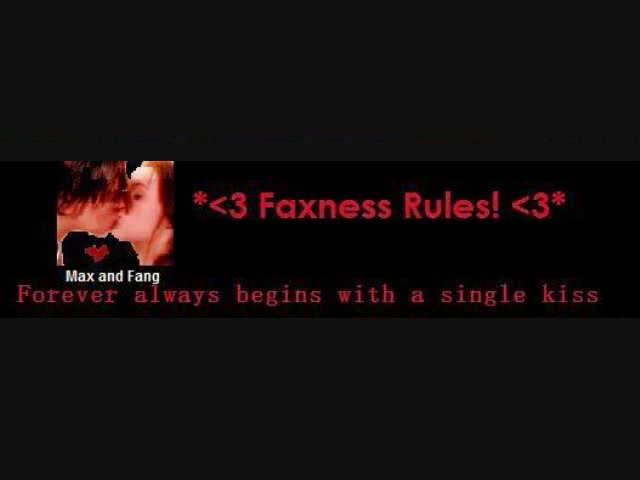 *<3 Faxness Rules! <3*
Max and Fang
Forever always begins with a single kiss